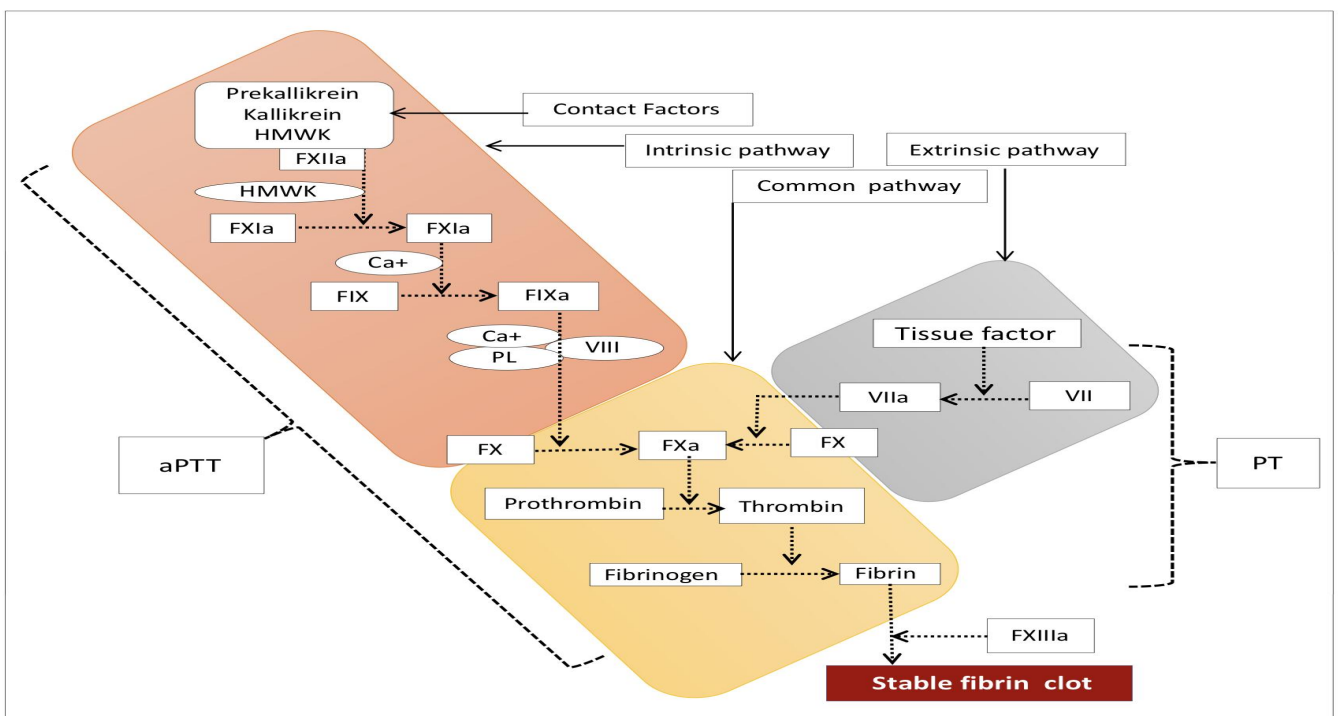 Prekallikrein
Kallikrein
HMWK
Contact Factors
FXIIa
Intrinsic pathway
Extrinsic pathway
Common pathway
HMWK
FXIa
FXIa
Ca+
FIX
FIXa
Ca+
PL
VIII
Tissue factor
VIIa
VII
FX
FXa
FX
aPTT
PT
Prothrombin
Thrombin
Fibrinogen
Fibrin
FXIIIa
Stable fibrin clot